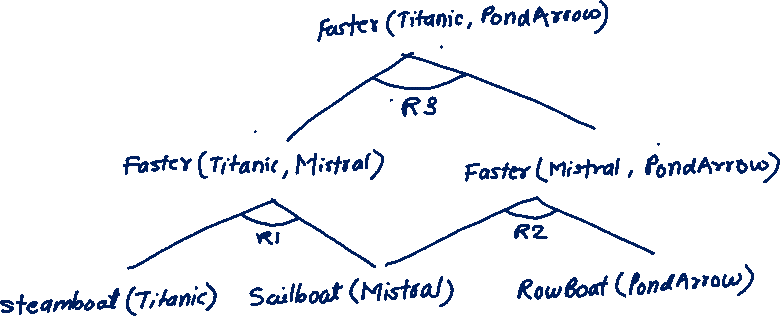 Faster(Titanic, PondArrow)
R3
Faster(Titanic, Mistral)
Faster(Mistral, PondArrow)
R1
R2
Steamboat(Titanic)
Sailboat(Mistral)
RowBoat(PondArrow)